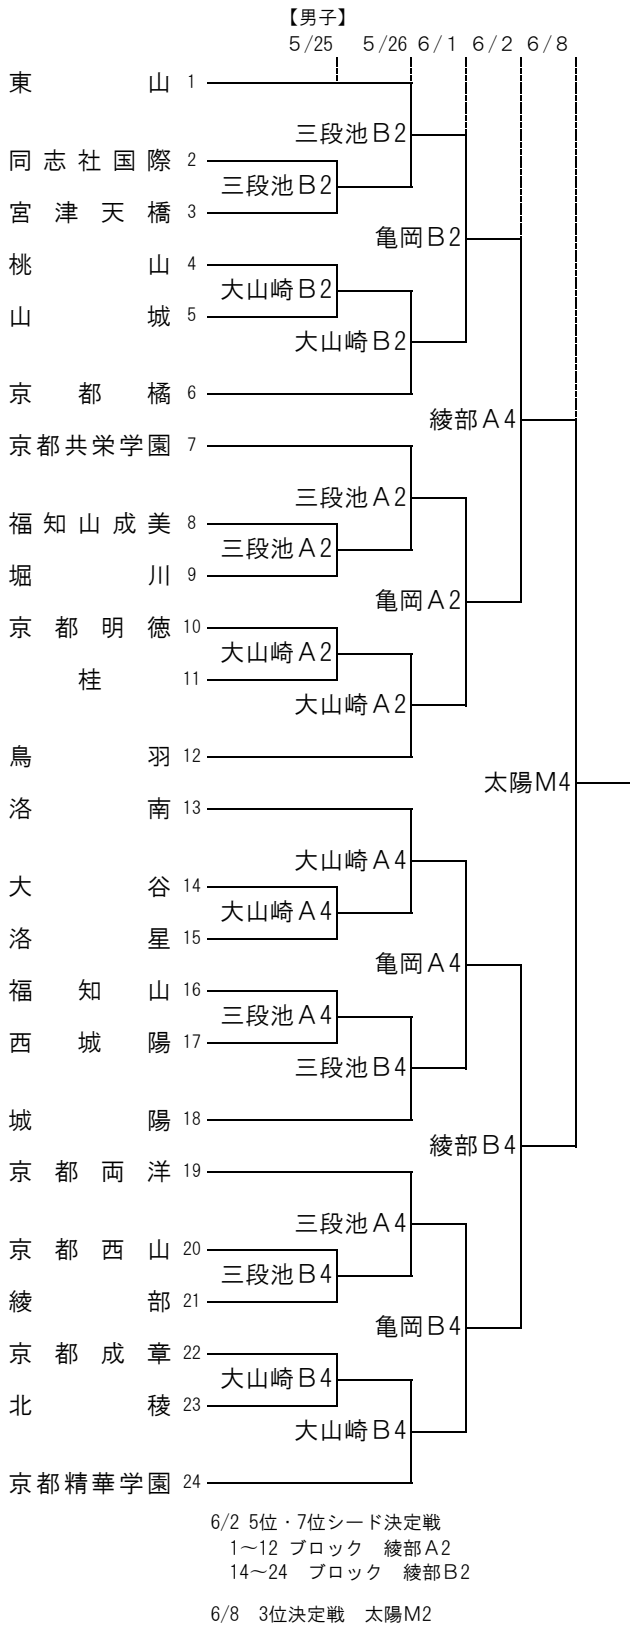 【男子】
5/25 5/26 6/1 6/2 6/8
東山 1
三段池B2
同志社国際 2
三段池B2
宮津天橋 3
亀岡B2
桃山 4
大山崎B2
山城 5
大山崎B2
京都橘 6
綾部A4
京都共栄学園 7
三段池A2
福知山成美 8
三段池A2
堀川 9
亀岡A2
京都明徳 10
大山崎A2
桂 11
大山崎A2
鳥羽 12
太陽M4
洛南 13
大山崎A4
大谷 14
大山崎A4
洛星 15
亀岡A4
福知山 16
三段池A4
西城陽 17
三段池B4
城陽 18
綾部B4
京都両洋 19
三段池A4
京都西山 20
三段池B4
綾部 21
亀岡B4
京都成章 22
大山崎B4
北稜 23
大山崎B4
京都精華学園 24
6/2 5位・7位シード決定戦
1～12 ブロック 綾部A2
14～24 ブロック 綾部B2
6/8 3位決定戦 太陽M2